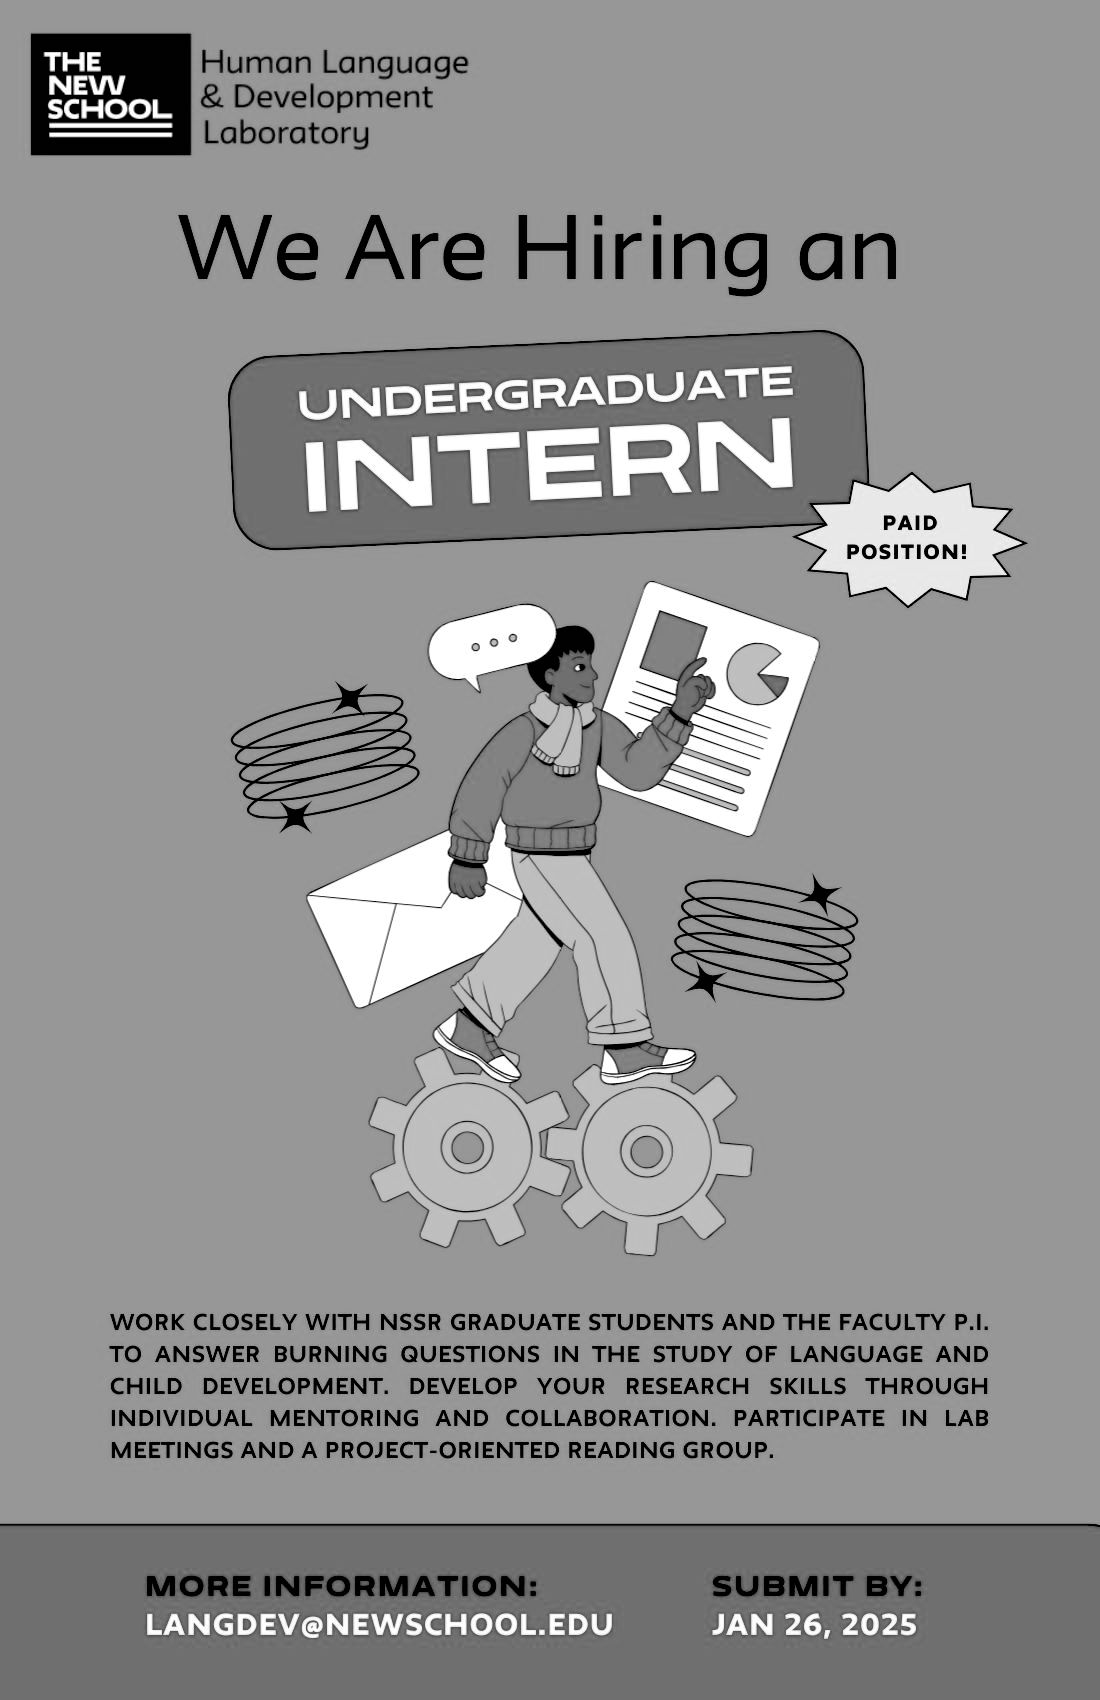 THE
NEW
SCHOOL
Human Language
& Development
Laboratory
We Are Hiring an
UNDERGRADUATE
INTERN
PAID
POSITION!
WORK CLOSELY WITH NSSR GRADUATE STUDENTS AND THE FACULTY P.I.
TO ANSWER BURNING QUESTIONS IN THE STUDY OF LANGUAGE AND
CHILD DEVELOPMENT. DEVELOP YOUR RESEARCH SKILLS THROUGH
INDIVIDUAL MENTORING AND COLLABORATION. PARTICIPATE IN LAB
MEETINGS AND A PROJECT-ORIENTED READING GROUP.
MORE INFORMATION:
LANGDEV@NEWSCHOOL.EDU
SUBMIT BY:
JAN 26, 2025